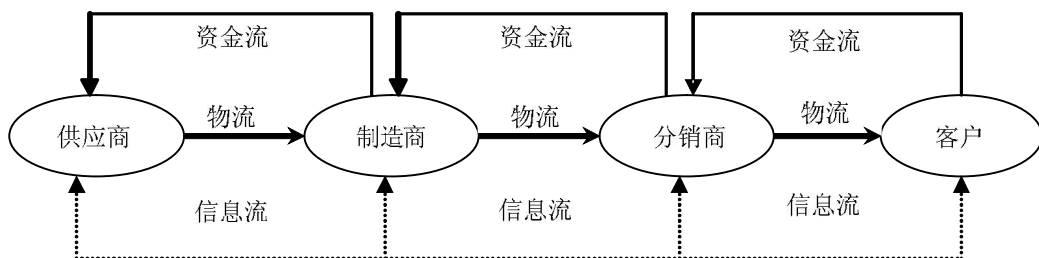 资金流
资金流
资金流
供应商
物流
制造商
物流
分销商
物流
客户
信息流
信息流
信息流